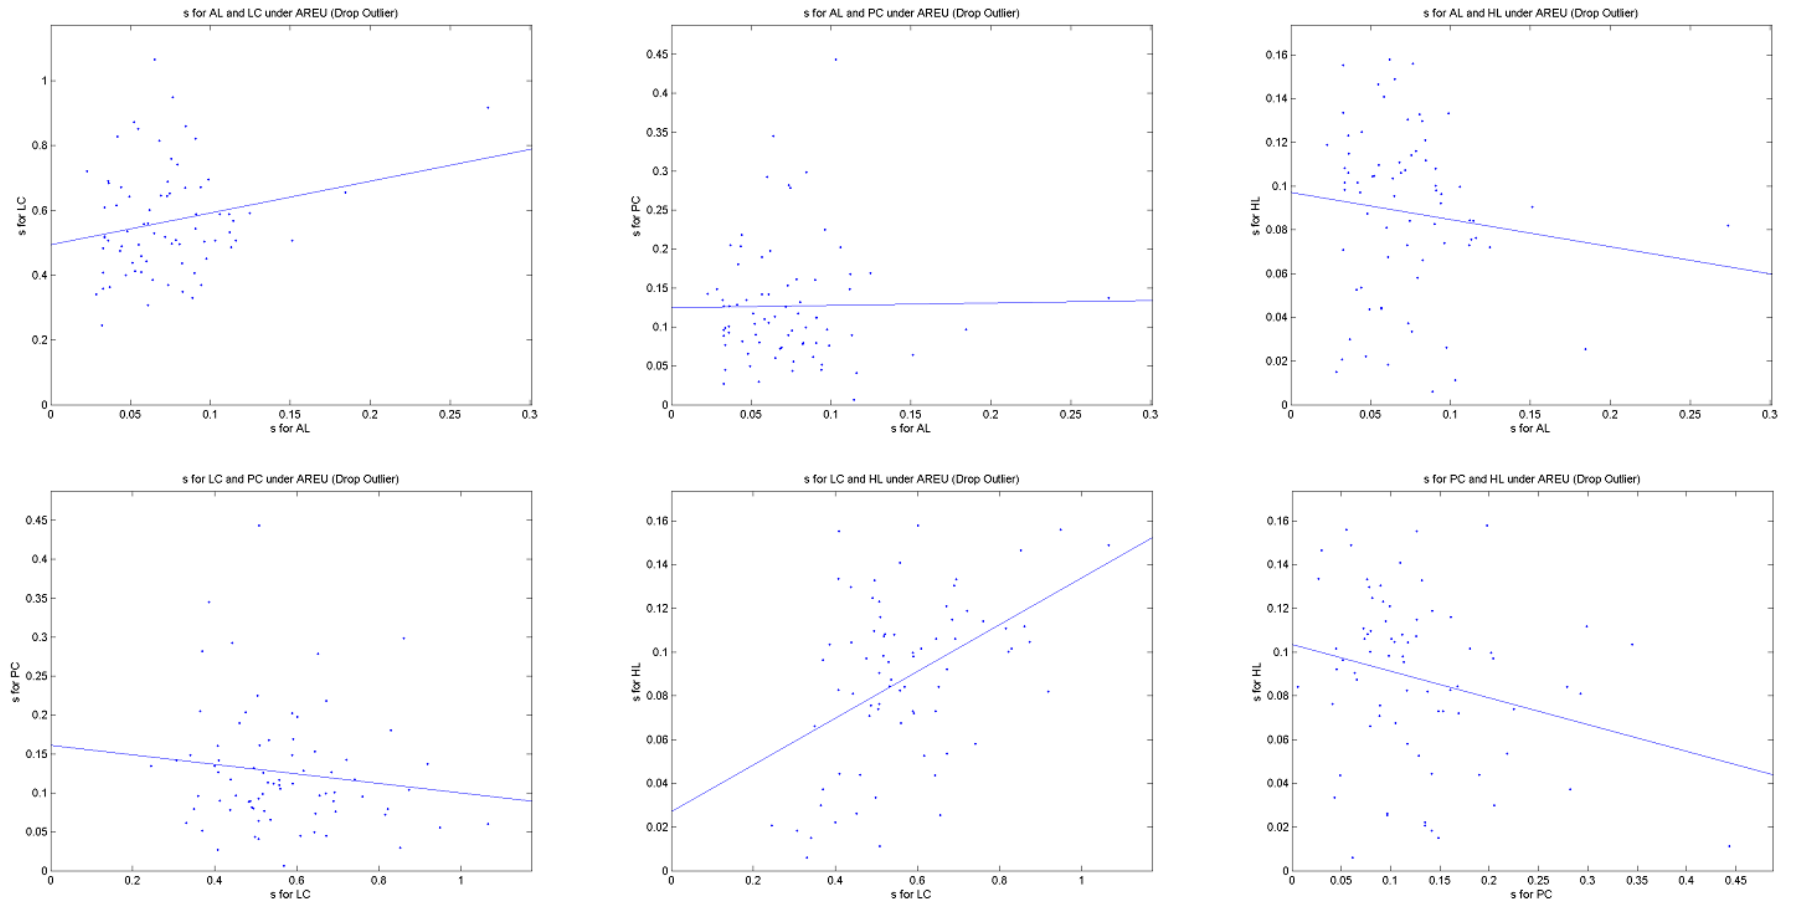 s for AL and LC under AREU (Drop Outlier)
1
0.8
0.6
0.4
0.2
0
s for LC
0 0.05 0.1 0.15 0.2 0.25 0.3
s for AL
s for AL and PC under AREU (Drop Outlier)
0.45
0.4
0.35
0.3
0.25
0.2
0.15
0.1
0.05
0
s for PC
0 0.05 0.1 0.15 0.2 0.25 0.3
s for AL
s for AL and HL under AREU (Drop Outlier)
0.16
0.14
0.12
0.1
0.08
0.06
0.04
0.02
0
s for HL
0 0.05 0.1 0.15 0.2 0.25 0.3
s for AL
s for LC and PC under AREU (Drop Outlier)
0.45
0.4
0.35
0.3
0.25
0.2
0.15
0.1
0.05
0
s for PC
0 0.2 0.4 0.6 0.8 1
s for LC
s for LC and HL under AREU (Drop Outlier)
0.16
0.14
0.12
0.1
0.08
0.06
0.04
0.02
0
s for HL
0 0.2 0.4 0.6 0.8 1
s for LC
s for PC and HL under AREU (Drop Outlier)
0.16
0.14
0.12
0.1
0.08
0.06
0.04
0.02
0
s for HL
0 0.05 0.1 0.15 0.2 0.25 0.3 0.35 0.4 0.45
s for PC